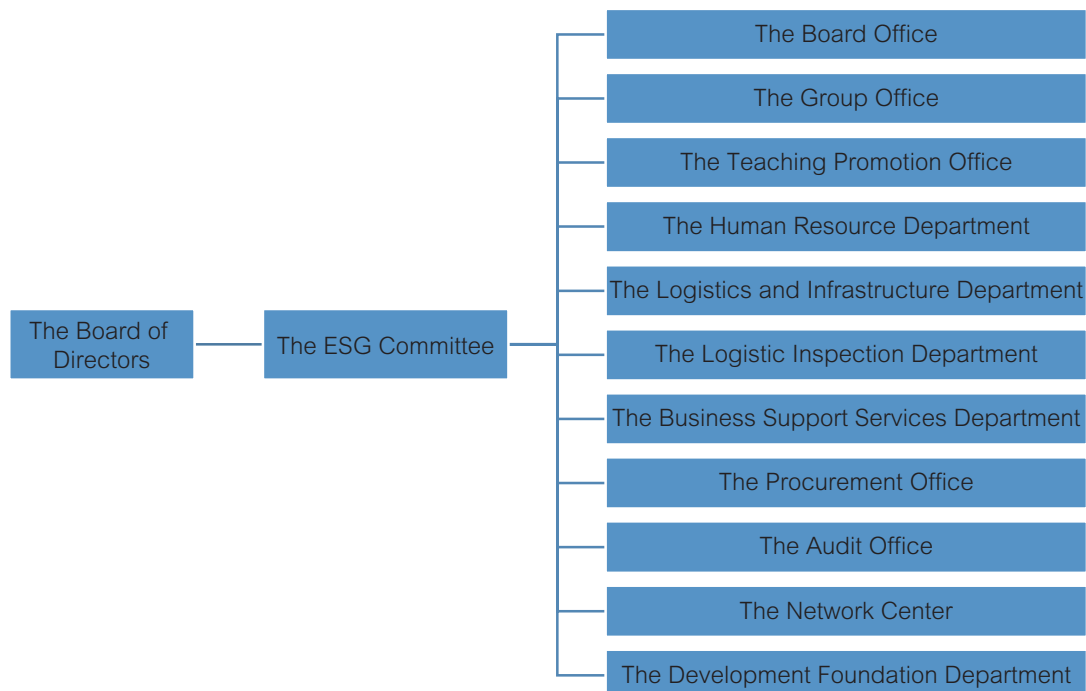 The Board of
Directors
The ESG Committee
The Board Office
The Group Office
The Teaching Promotion Office
The Human Resource Department
The Logistics and Infrastructure Department
The Logistic Inspection Department
The Business Support Services Department
The Procurement Office
The Audit Office
The Network Center
The Development Foundation Department